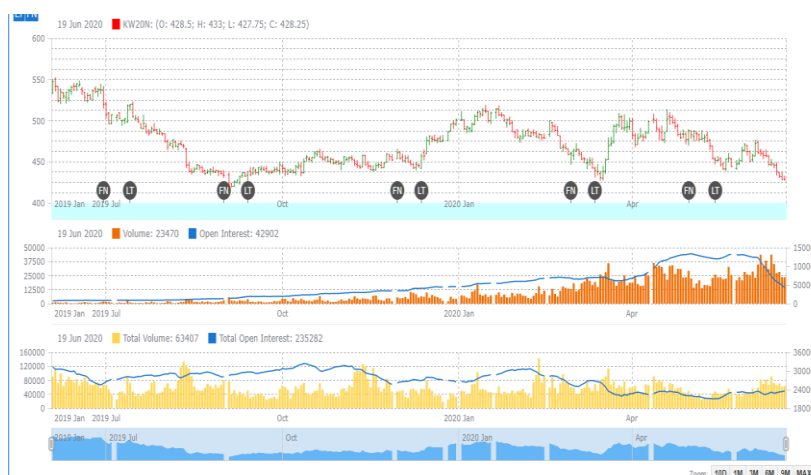 19 Jun 2020 KW20N: (O: 428.5; H: 433; L: 427.75; C: 428.25)
600
550
500
450
400
FN LT FN LT FN LT FN LT FN LT
2019 Jan 2019 Jul Oct 2020 Jan Apr
19 Jun 2020 Volume: 23470 Open Interest: 42902
50000 1500
37500 1000
25000 5000
12500
0 0
2019 Jan 2019 Jul Oct 2020 Jan Apr
19 Jun 2020 Total Volume: 63407 Total Open Interest: 235282
160000 3600
120000 3000
80000 2400
40000
0 1800
2019 Jan 2019 Jul Oct 2020 Jan Apr
2019 Jan 2019 Jul Oct 2020 Jan Apr
Zoom: 10D 1M 3M 6M 9M MAX